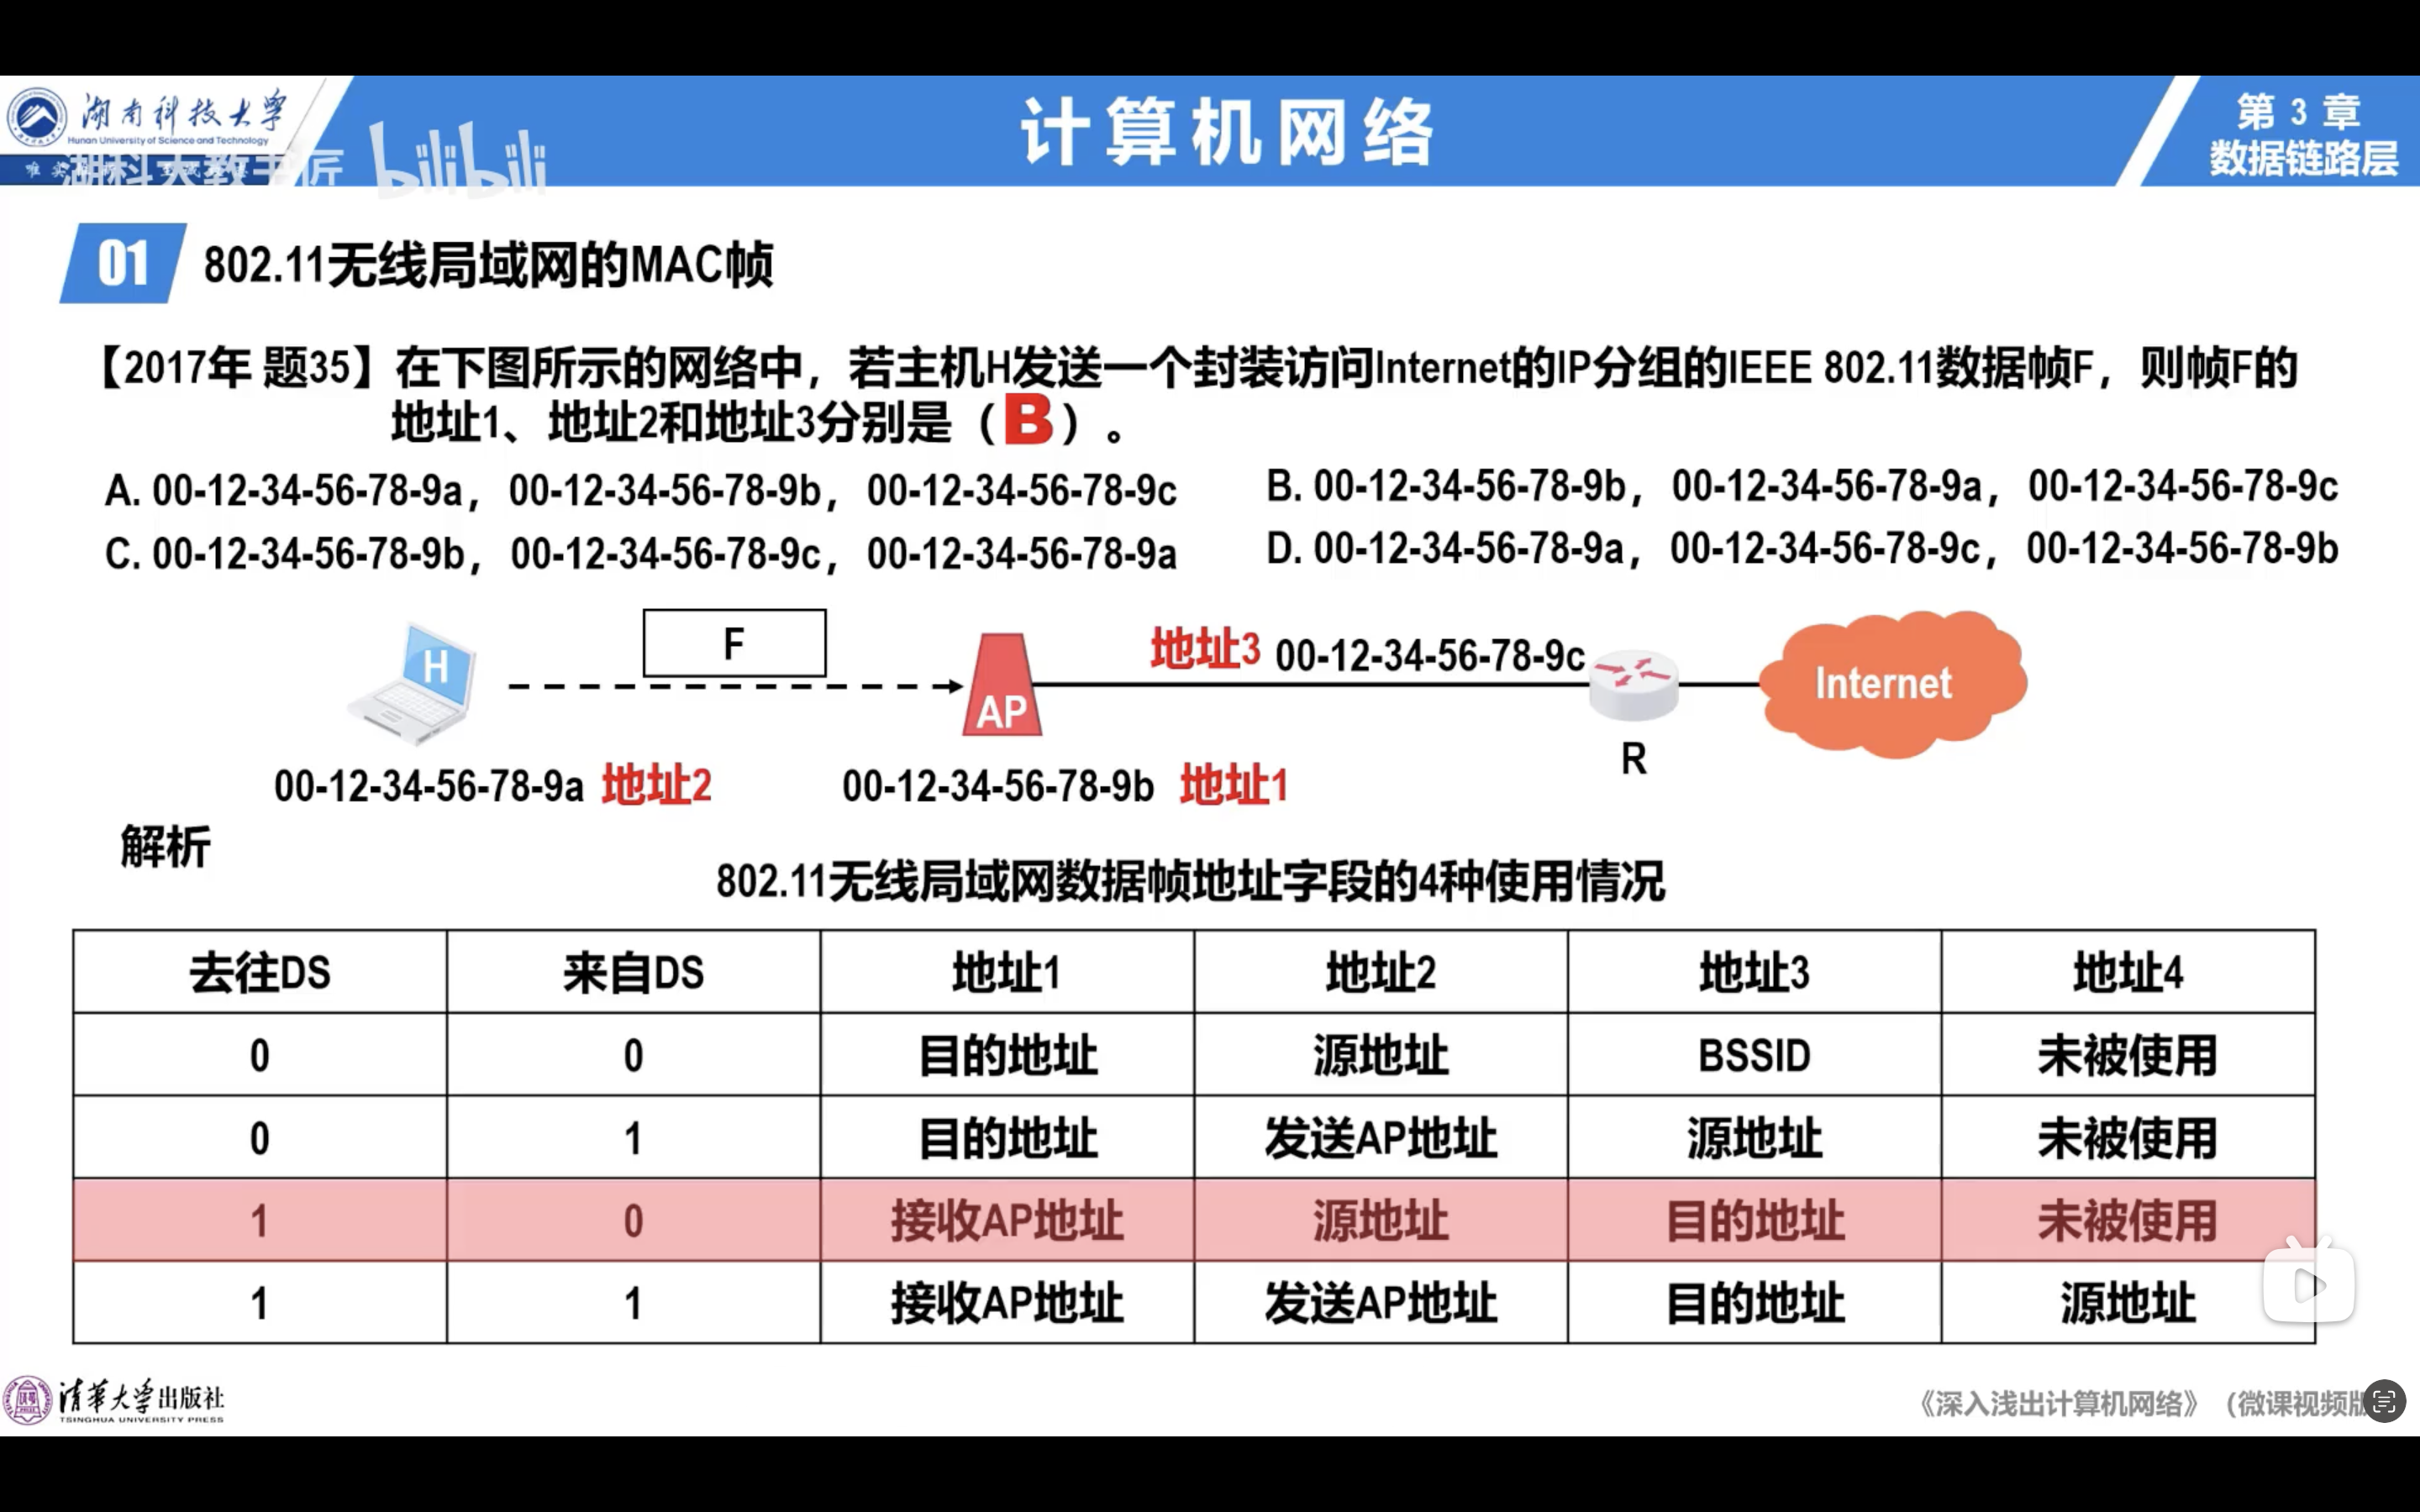 湖南科技大学
Hunan University of Science and Technology
湖科大教书匠 bilibili
计算机网络
第 3 章
数据链路层
01 802.11无线局域网的MAC帧
【2017年 题35】在下图所示的网络中，若主机H发送一个封装访问Internet的IP分组的IEEE 802.11数据帧F，则帧F的
地址1、地址2和地址3分别是（B）。
A. 00-12-34-56-78-9a，00-12-34-56-78-9b，00-12-34-56-78-9c
B. 00-12-34-56-78-9b，00-12-34-56-78-9a，00-12-34-56-78-9c
C. 00-12-34-56-78-9b，00-12-34-56-78-9c，00-12-34-56-78-9a
D. 00-12-34-56-78-9a，00-12-34-56-78-9c，00-12-34-56-78-9b
H
F
AP
地址3 00-12-34-56-78-9c
R
Internet
00-12-34-56-78-9a 地址2
00-12-34-56-78-9b 地址1
解析
802.11无线局域网数据帧地址字段的4种使用情况
去往DS 来自DS 地址1 地址2 地址3 地址4
0 0 目的地址 源地址 BSSID 未被使用
0 1 目的地址 发送AP地址 源地址 未被使用
1 0 接收AP地址 源地址 目的地址 未被使用
1 1 接收AP地址 发送AP地址 目的地址 源地址
清华大学出版社
TSINGHUA UNIVERSITY PRESS
《深入浅出计算机网络》（微课视频版